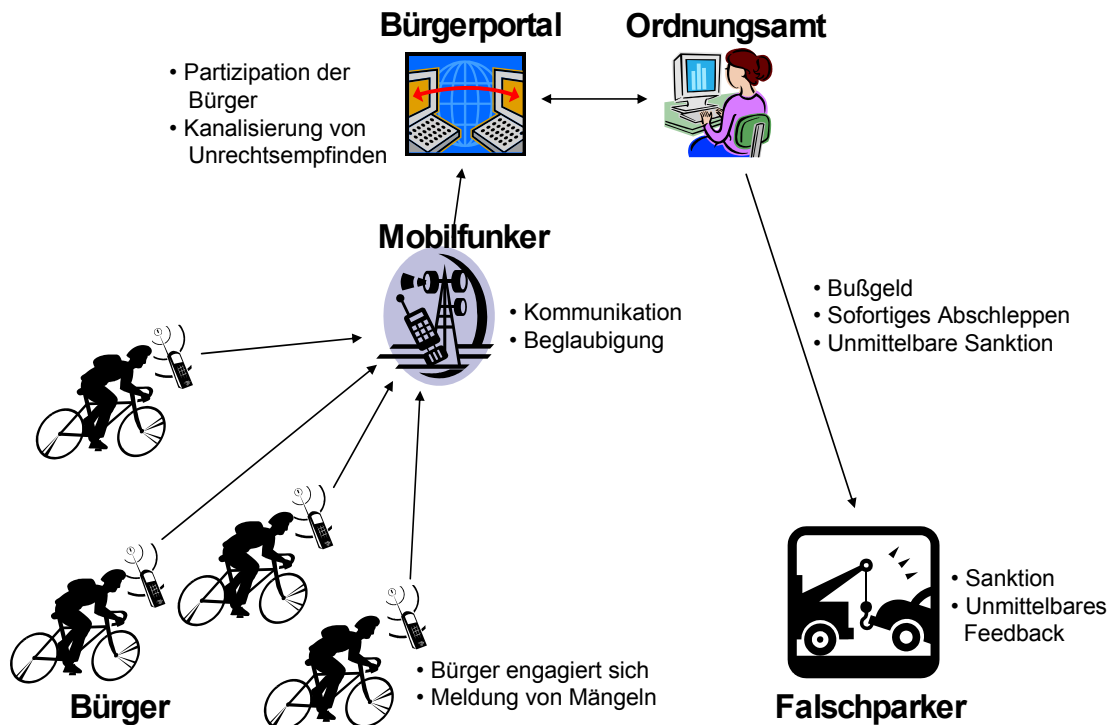 Bürgerportal
Ordnungsamt
• Partizipation der
Bürger
• Kanalisierung von
Unrechtsempfinden
Mobilfunker
• Kommunikation
• Beglaubigung
• Bußgeld
• Sofortiges Abschleppen
• Unmittelbare Sanktion
• Sanktion
• Unmittelbares
Feedback
• Bürger engagiert sich
• Meldung von Mängeln
Bürger
Falschparker